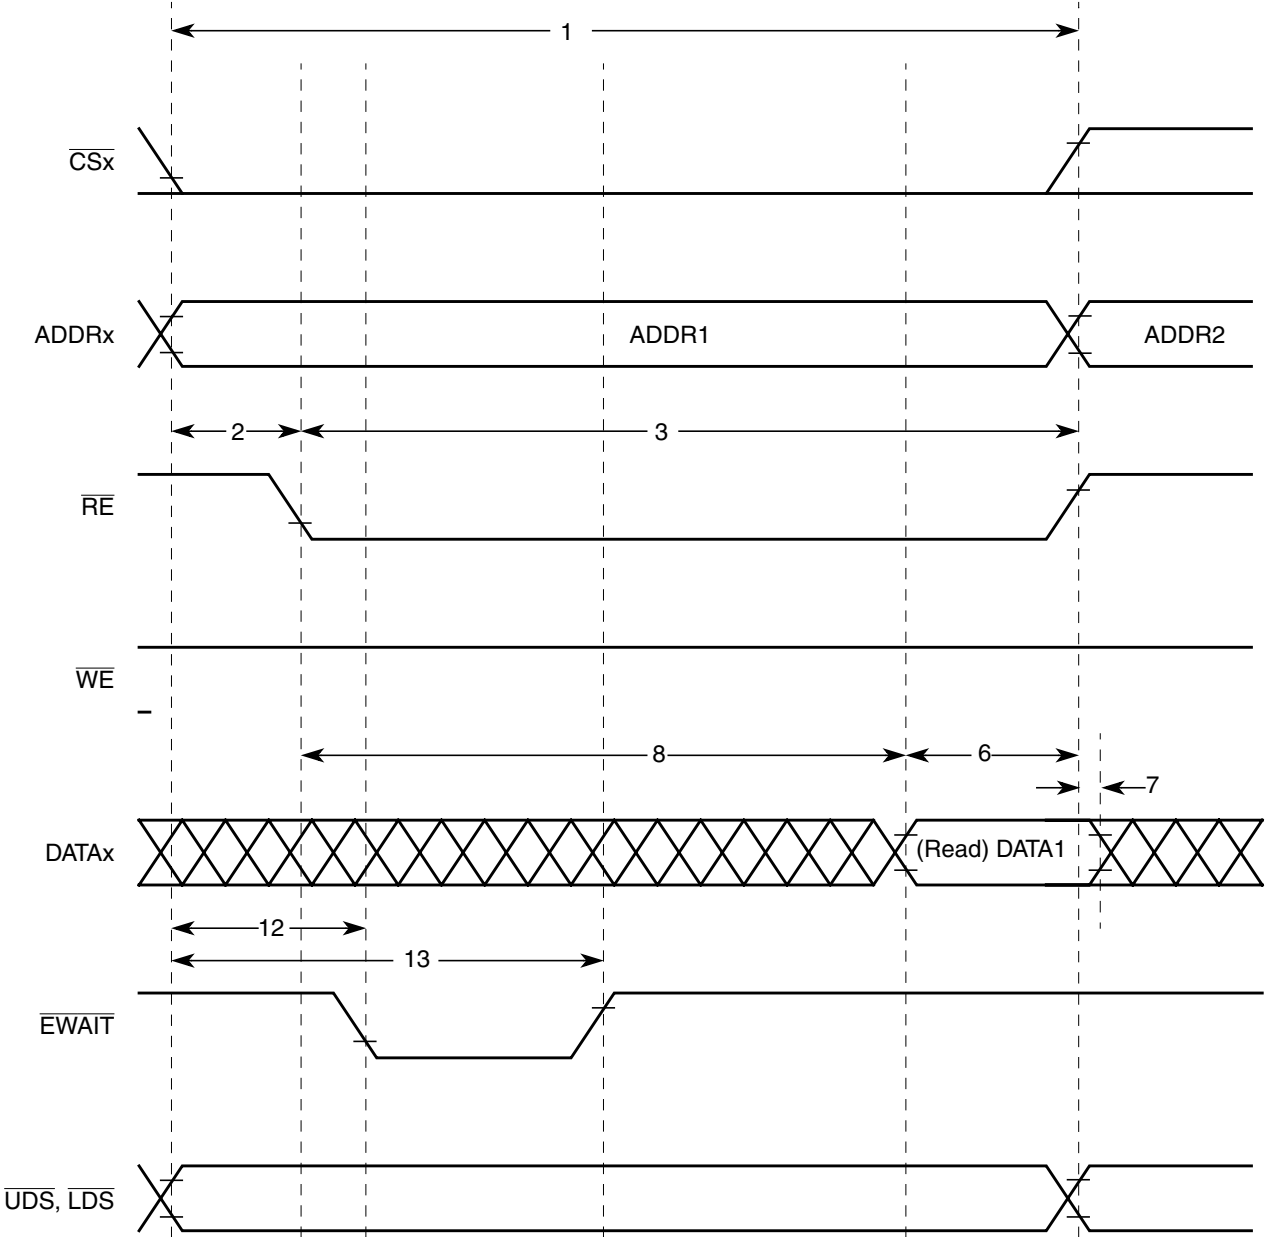 1
CSx
ADDRx
ADDR1
ADDR2
2
3
RE
WE
8
6
7
DATAx
(Read) DATA1
12
13
EWAIT
UDS, LDS